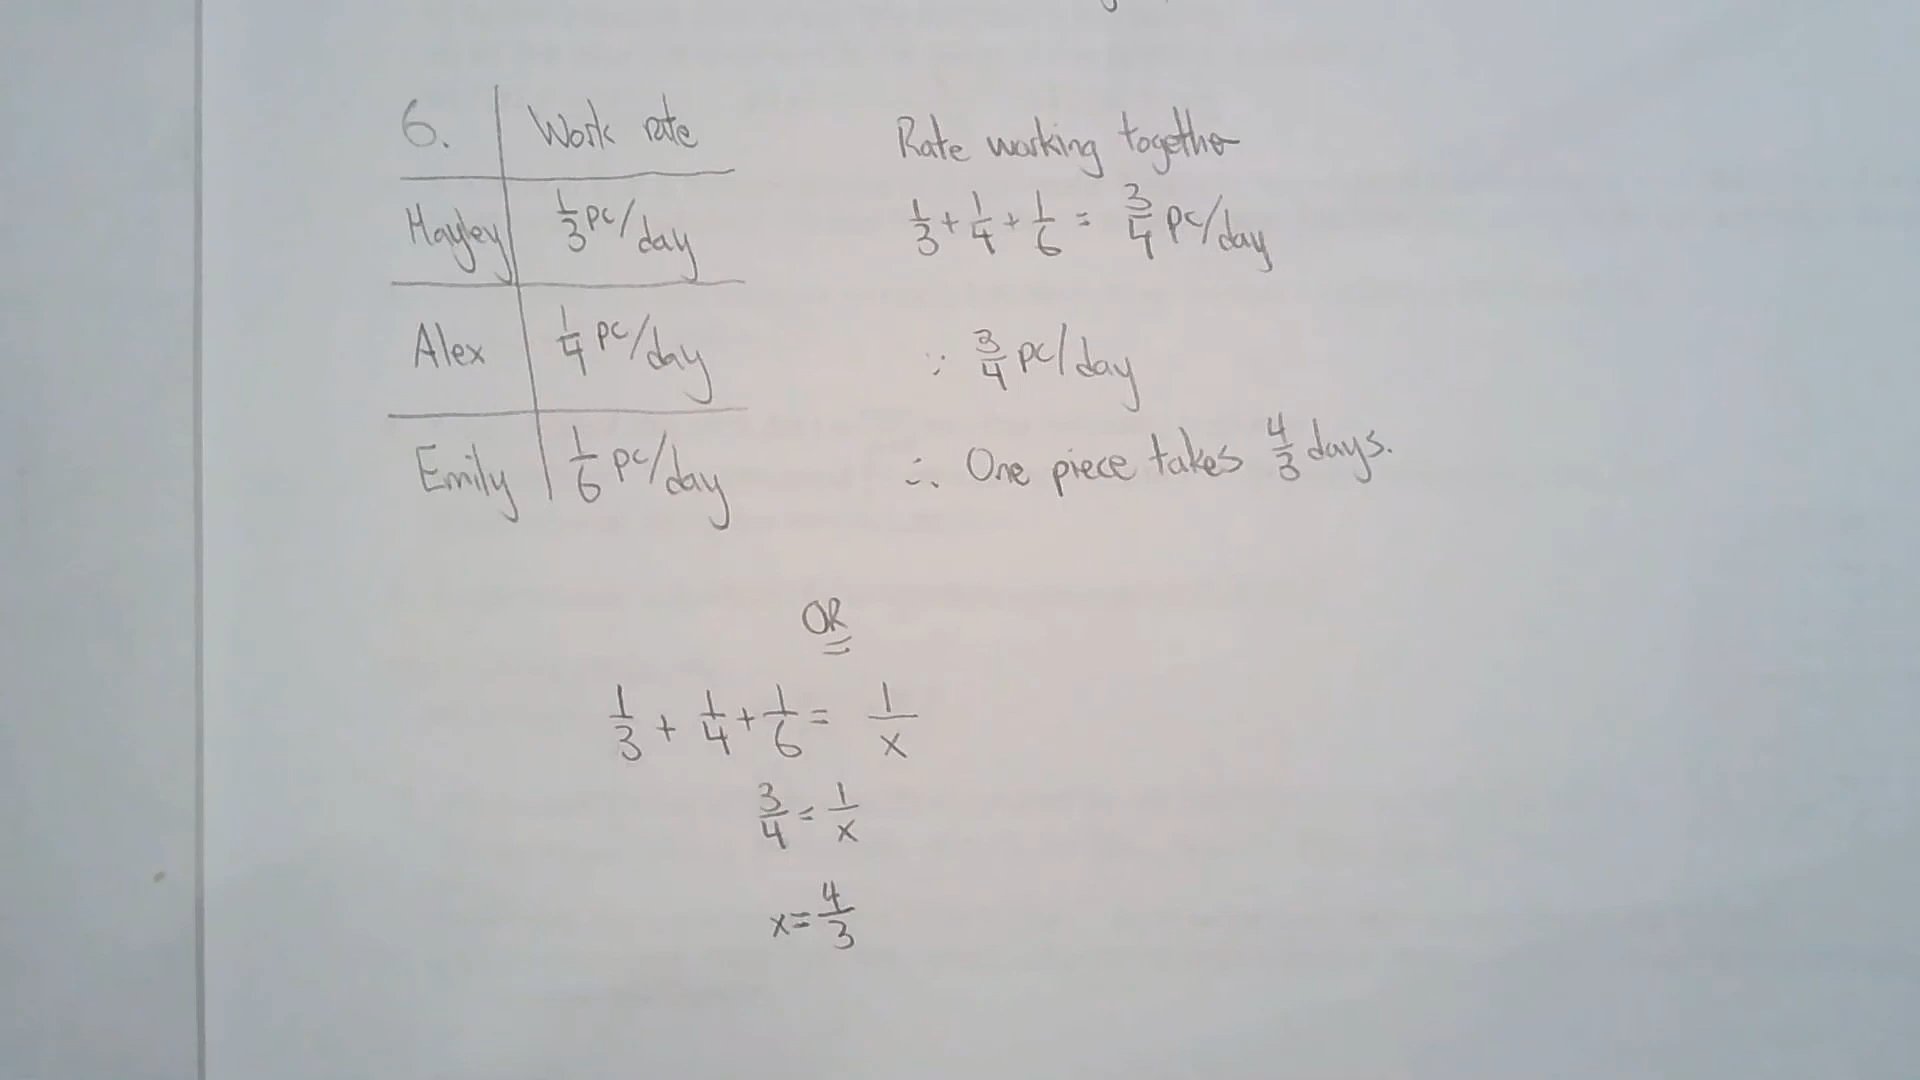 6. Work rate
Hayley 1/3 pc/day
Alex 1/4 pc/day
Emily 1/6 pc/day
Rate working together
1/3 + 1/4 + 1/6 = 3/4 pc/day
∵ 3/4 pc/day
∴ One piece takes 4/3 days.
OR
1/3 + 1/4 + 1/6 = 1/x
3/4 = 1/x
x = 4/3